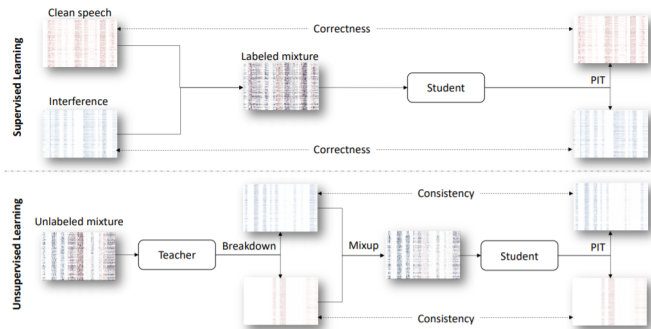 Supervised Learning
Clean speech
Correctness
Labeled mixture
Student
PIT
Interference
Correctness
Unsupervised Learning
Consistency
Unlabeled mixture
Teacher
Breakdown
Mixup
Student
PIT
Consistency